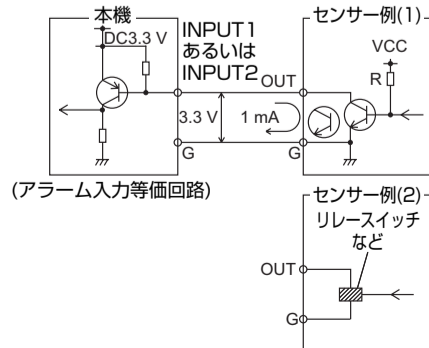 本機
DC3.3 V
INPUT1
あるいは
INPUT2
3.3 V
G
(アラーム入力等価回路)
センサー例(1)
VCC
R
OUT
1 mA
G
センサー例(2)
リレースイッチ
など
OUT
G